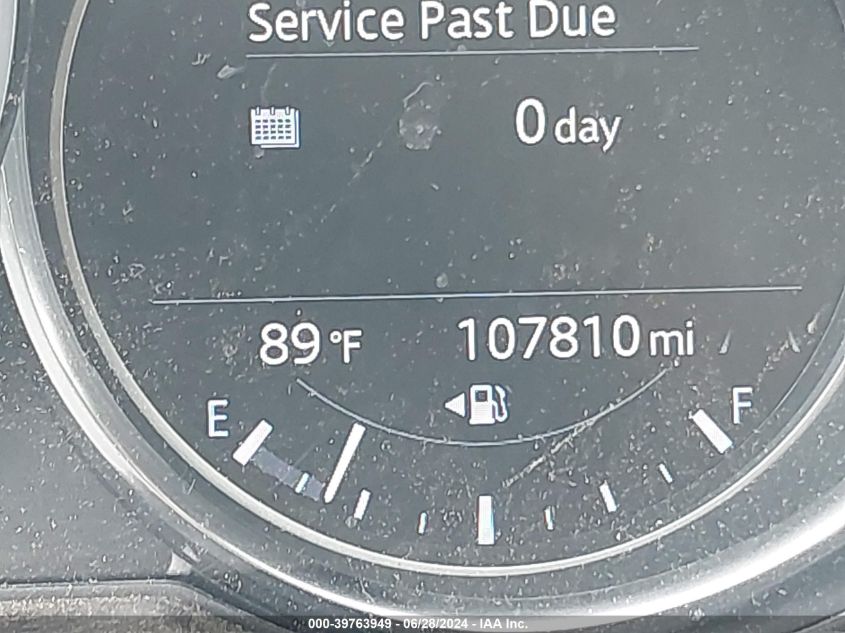 Service Past Due
0 day
89 °F 107810 mi
E F
000-39763949 - 06/28/2024 - IAA Inc.